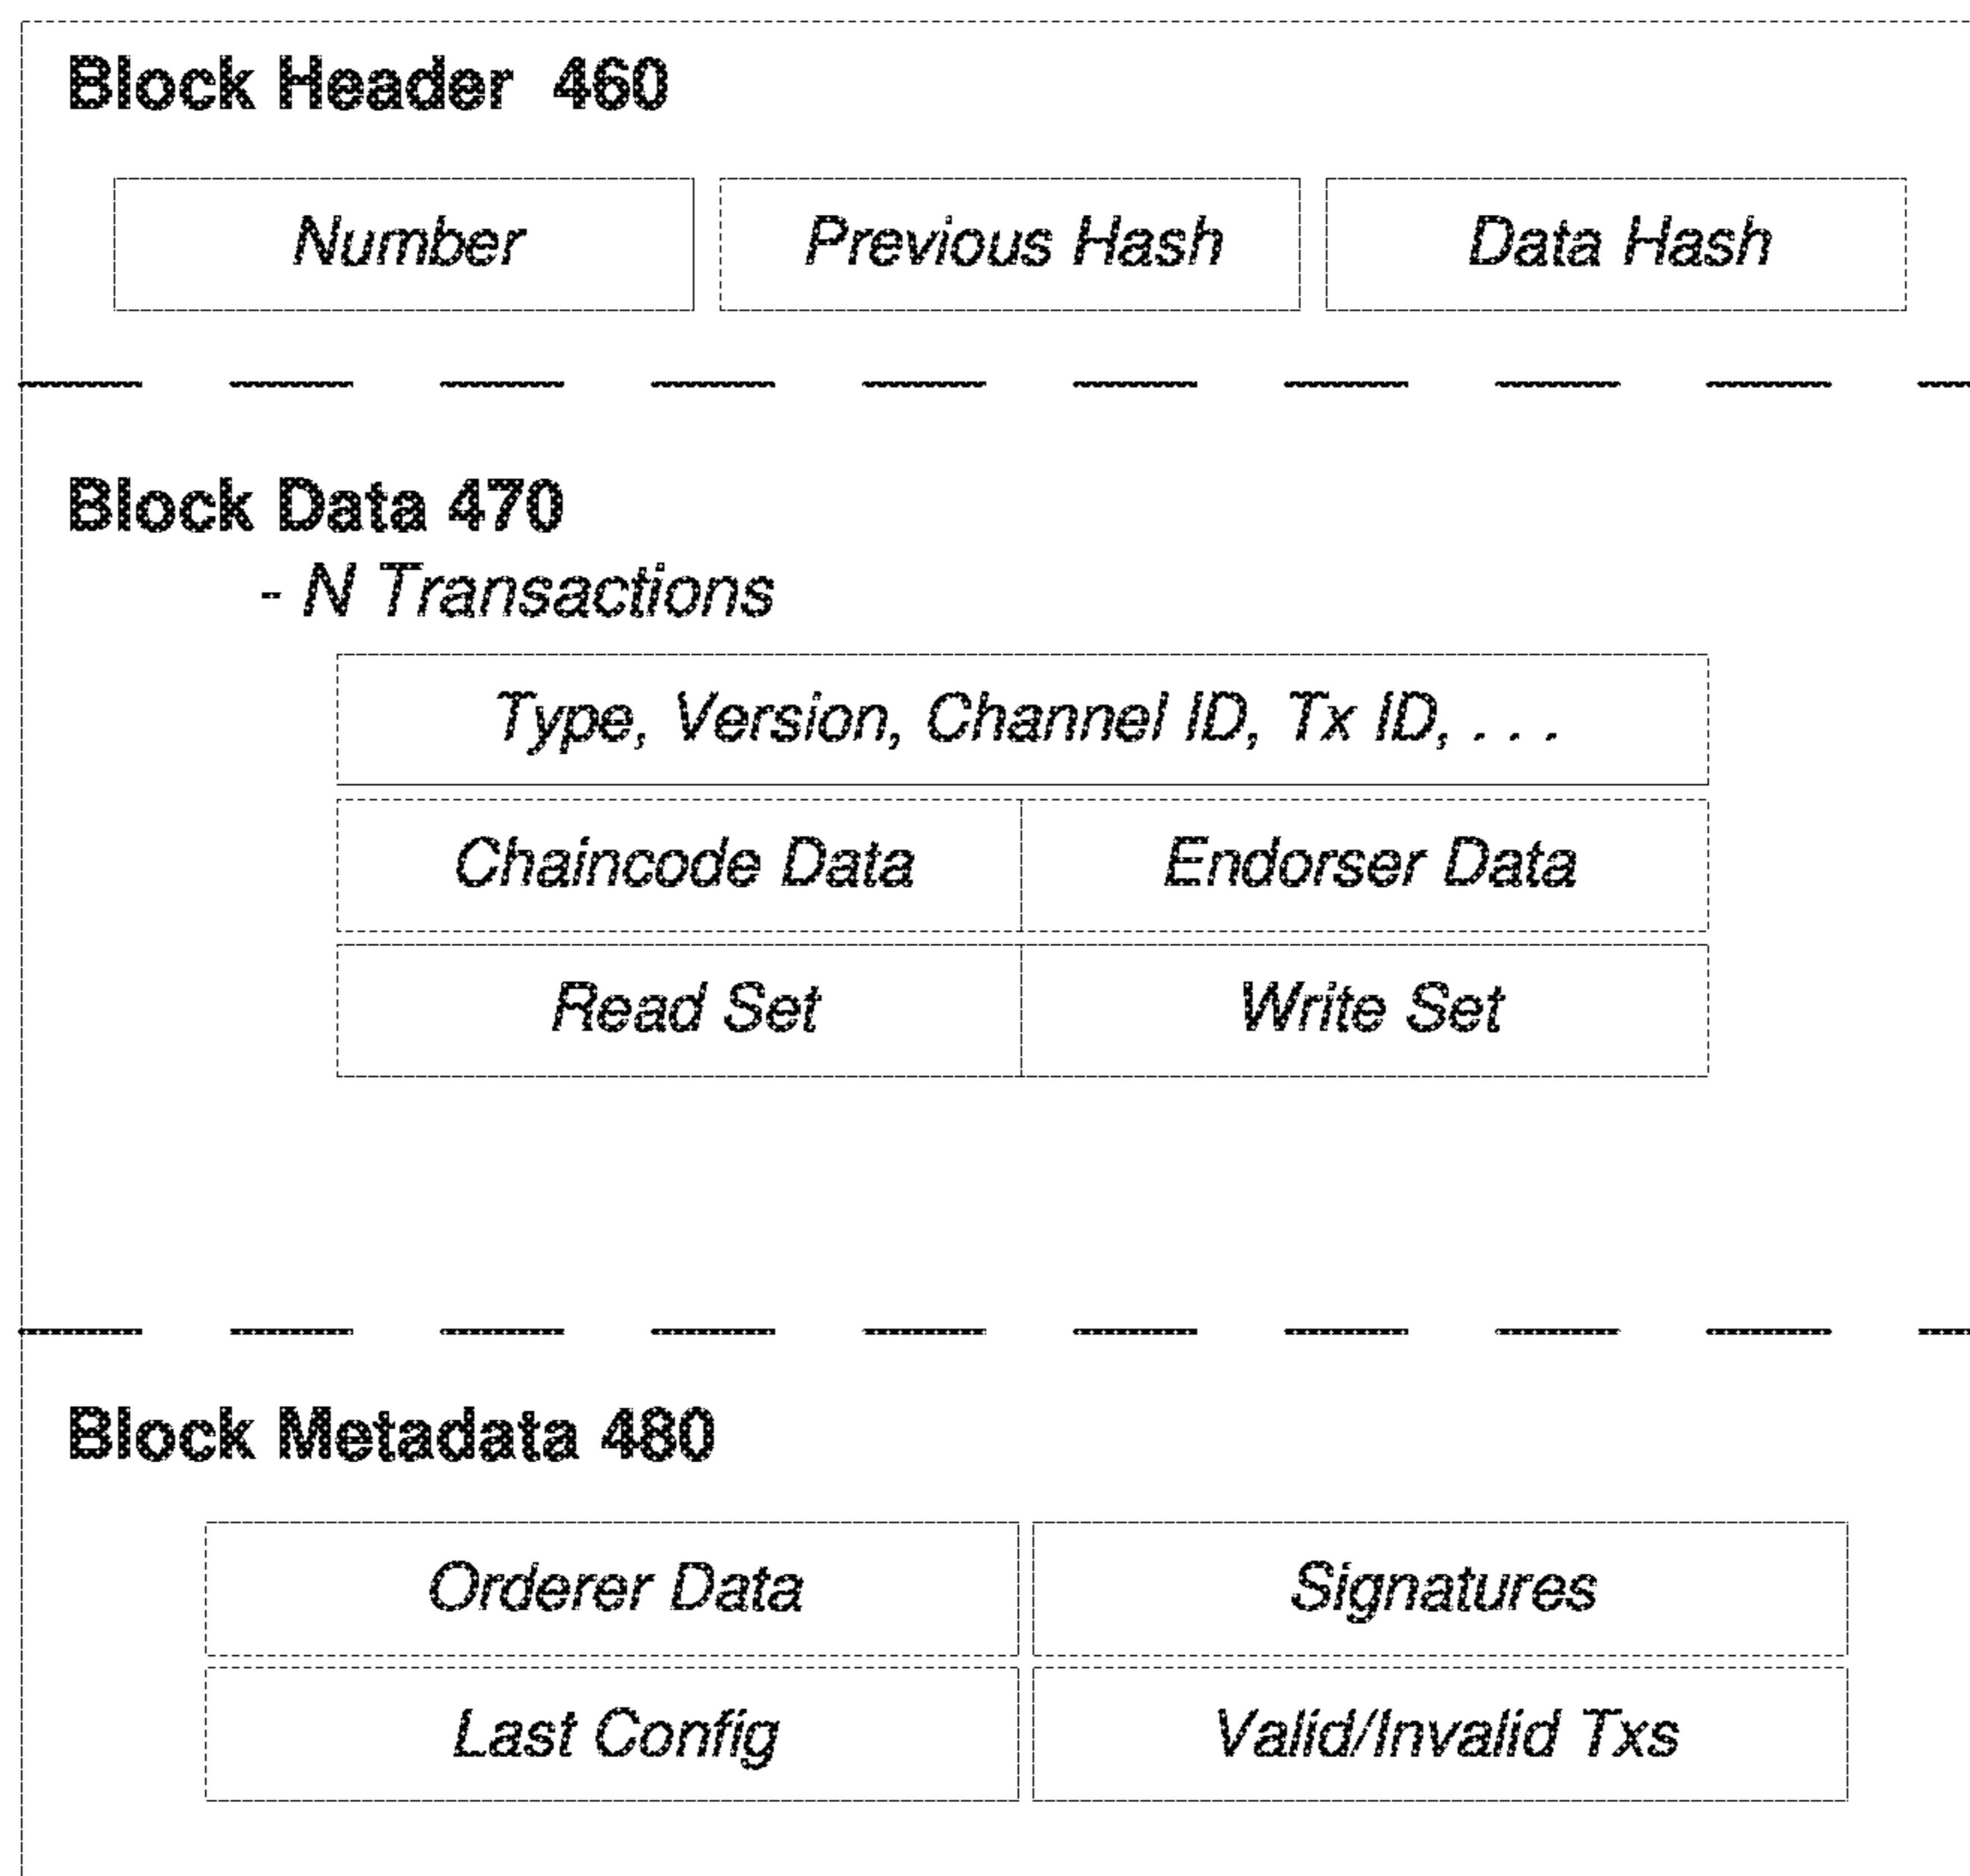 Block Header 460
Number Previous Hash Data Hash
Block Data 470
- N Transactions
Type, Version, Channel ID, Tx ID, . . .
Chaincode Data Endorser Data
Read Set Write Set
Block Metadata 480
Orderer Data Signatures
Last Config Valid/Invalid Txs